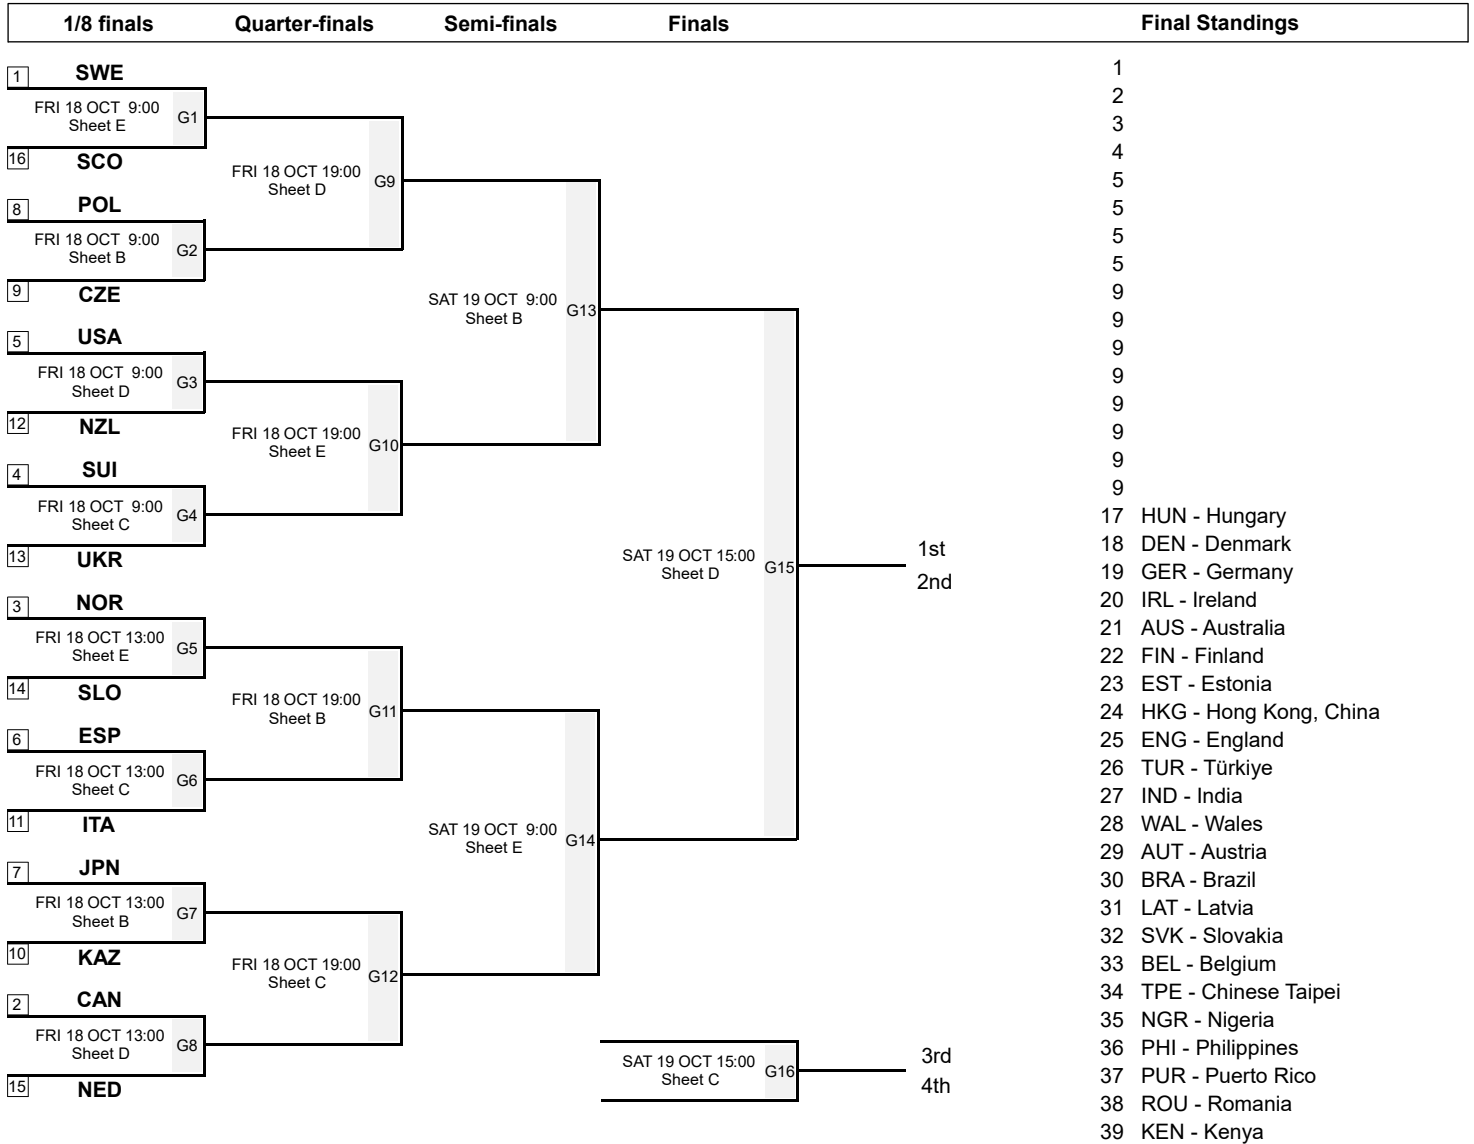 1/8 finals Quarter-finals Semi-finals Finals Final Standings
1 SWE
FRI 18 OCT 9:00
Sheet E
G1
16 SCO
8 POL
FRI 18 OCT 9:00
Sheet B
G2
9 CZE
5 USA
FRI 18 OCT 9:00
Sheet D
G3
12 NZL
4 SUI
FRI 18 OCT 9:00
Sheet C
G4
13 UKR
3 NOR
FRI 18 OCT 13:00
Sheet E
G5
14 SLO
6 ESP
FRI 18 OCT 13:00
Sheet C
G6
11 ITA
7 JPN
FRI 18 OCT 13:00
Sheet B
G7
10 KAZ
2 CAN
FRI 18 OCT 13:00
Sheet D
G8
15 NED
FRI 18 OCT 19:00
Sheet D
G9
FRI 18 OCT 19:00
Sheet E
G10
FRI 18 OCT 19:00
Sheet B
G11
FRI 18 OCT 19:00
Sheet C
G12
SAT 19 OCT 9:00
Sheet B
G13
SAT 19 OCT 9:00
Sheet E
G14
SAT 19 OCT 15:00
Sheet D
G15
1st
2nd
SAT 19 OCT 15:00
Sheet C
G16
3rd
4th
1
2
3
4
5
5
5
5
9
9
9
9
9
9
9
9
17 HUN - Hungary
18 DEN - Denmark
19 GER - Germany
20 IRL - Ireland
21 AUS - Australia
22 FIN - Finland
23 EST - Estonia
24 HKG - Hong Kong, China
25 ENG - England
26 TUR - Türkiye
27 IND - India
28 WAL - Wales
29 AUT - Austria
30 BRA - Brazil
31 LAT - Latvia
32 SVK - Slovakia
33 BEL - Belgium
34 TPE - Chinese Taipei
35 NGR - Nigeria
36 PHI - Philippines
37 PUR - Puerto Rico
38 ROU - Romania
39 KEN - Kenya